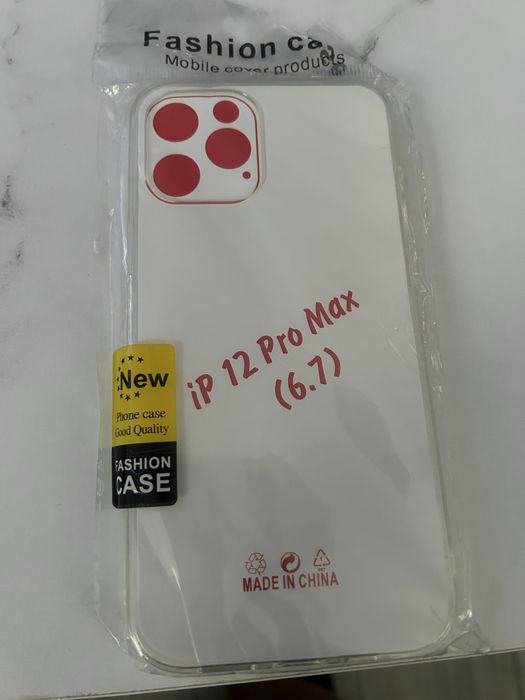 Fashion ca
Mobile cover products
iP 12 Pro Max
(6.7)
New
Phone case
Good Quality
FASHION
CASE
MADE IN CHINA